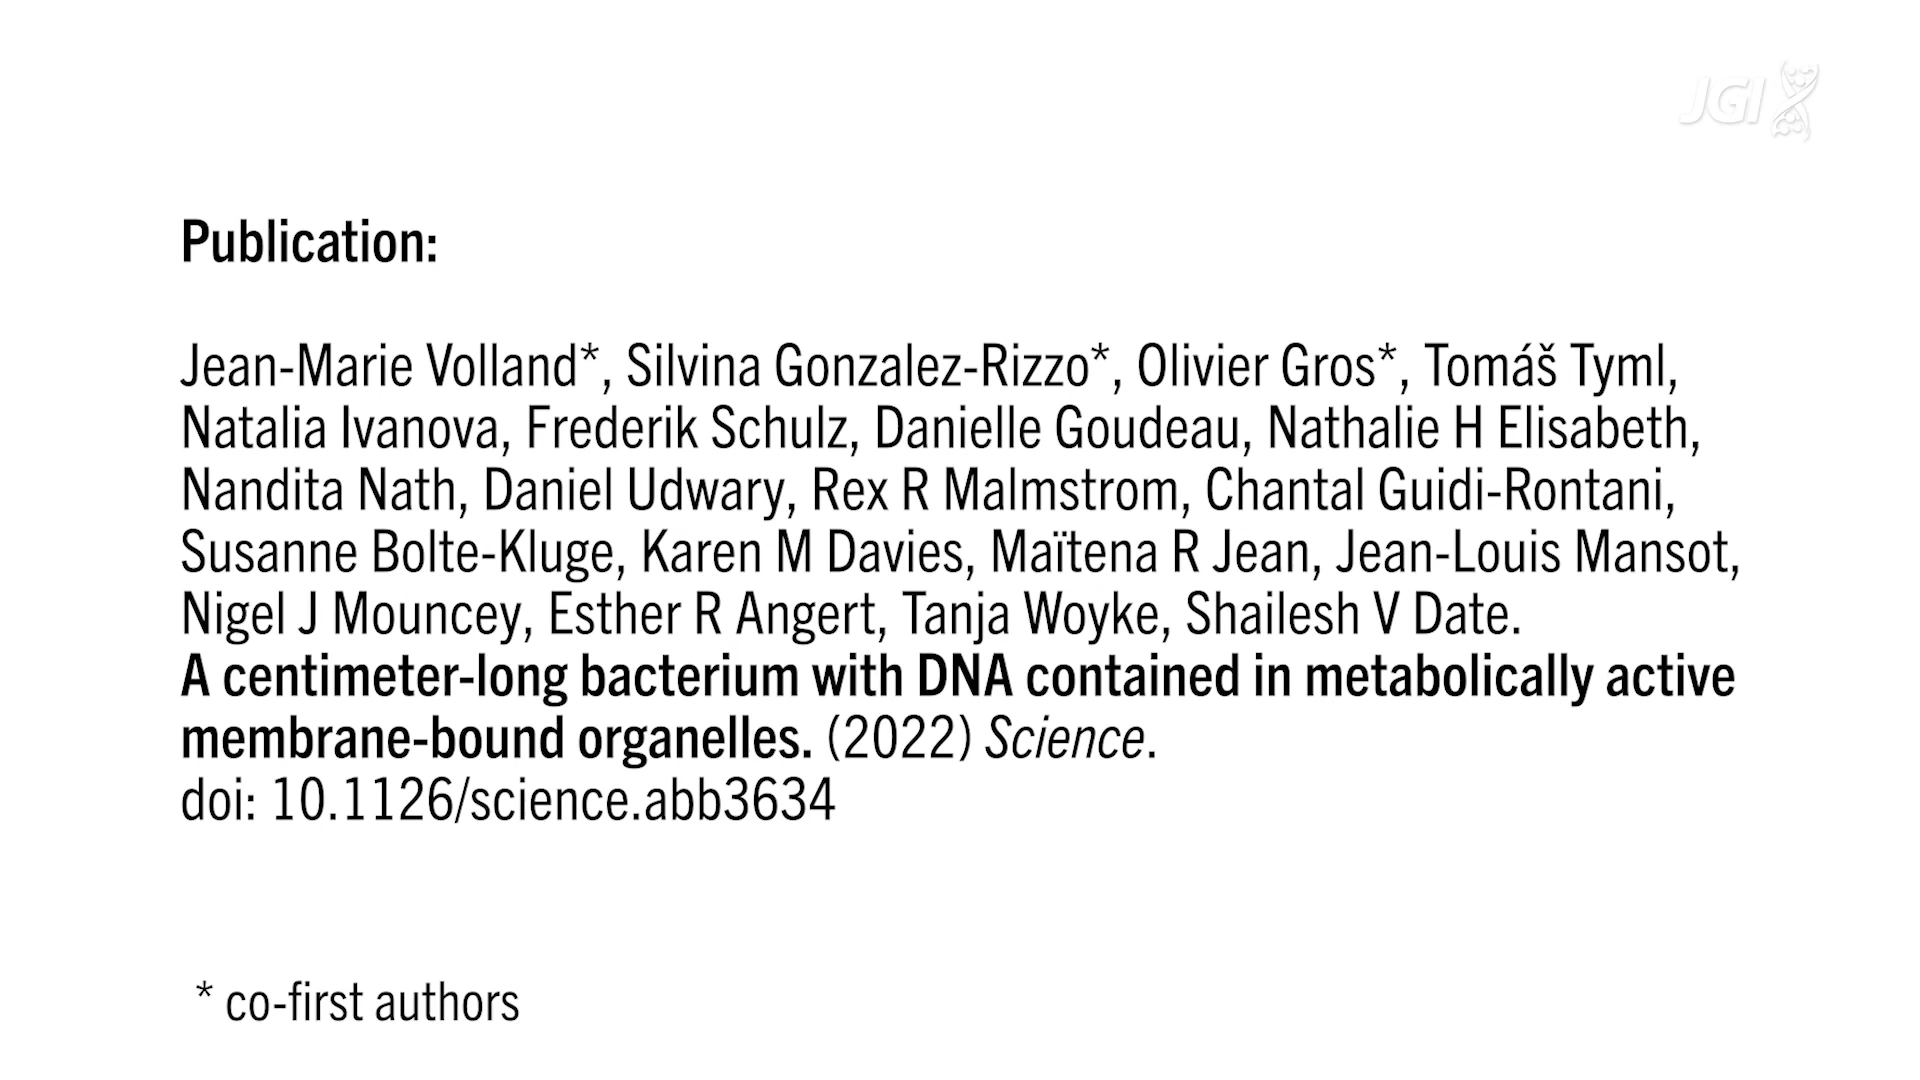 JGI
Publication:
Jean-Marie Volland*, Silvina Gonzalez-Rizzo*, Olivier Gros*, Tomáš Tyml,
Natalia Ivanova, Frederik Schulz, Danielle Goudeau, Nathalie H Elisabeth,
Nandita Nath, Daniel Udwary, Rex R Malmstrom, Chantal Guidi-Rontani,
Susanne Bolte-Kluge, Karen M Davies, Maïtena R Jean, Jean-Louis Mansot,
Nigel J Mouncey, Esther R Angert, Tanja Woyke, Shailesh V Date.
A centimeter-long bacterium with DNA contained in metabolically active
membrane-bound organelles. (2022) Science.
doi: 10.1126/science.abb3634
* co-first authors